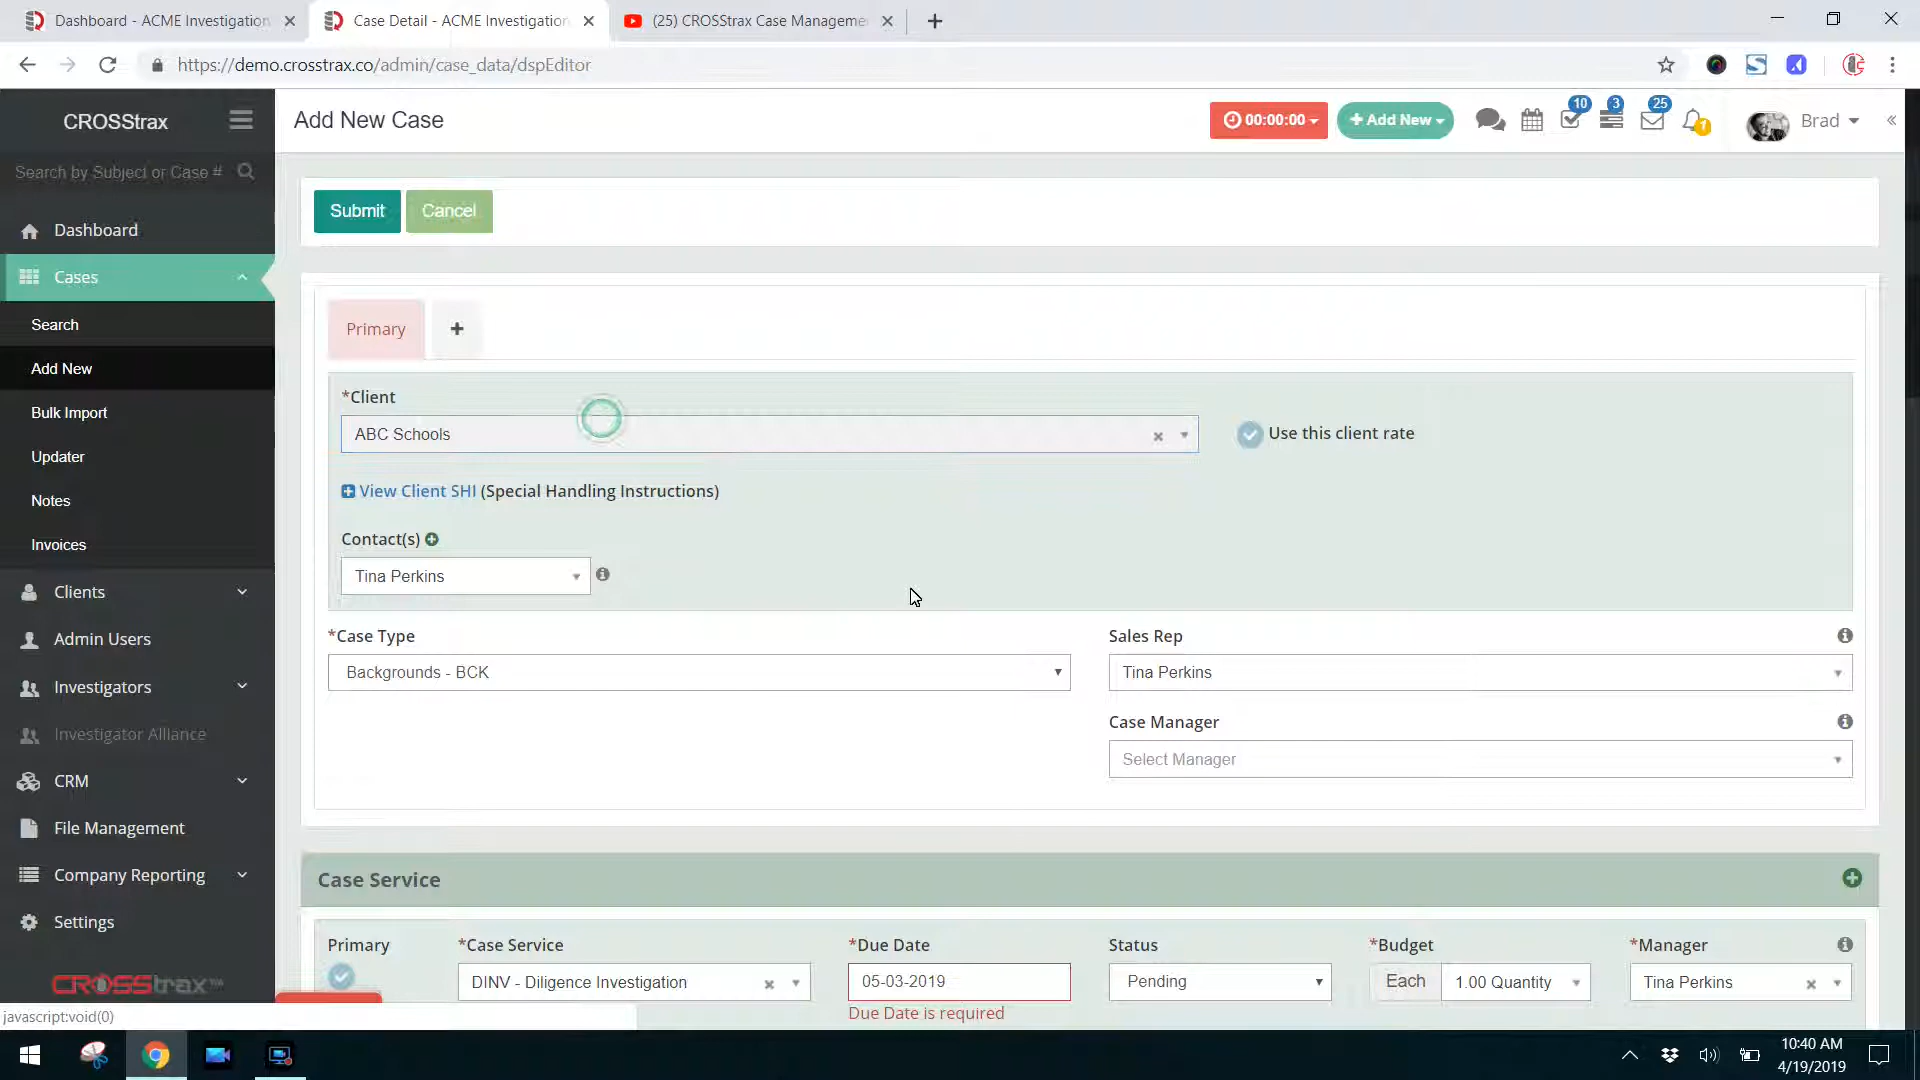 Dashboard - ACME Investigation
Case Detail - ACME Investigation
(25) CROSStrax Case Manageme
https://demo.crosstrax.co/admin/case_data/dspEditor
CROSStrax
Add New Case
00:00:00
Add New
10
3
25
1
Brad
Search by Subject or Case #
Submit
Cancel
Dashboard
Cases
Search
Add New
Bulk Import
Updater
Notes
Invoices
Clients
Admin Users
Investigators
Investigator Alliance
CRM
File Management
Company Reporting
Settings
CROSStrax™
javascript:void(0)
Primary
*Client
ABC Schools
Use this client rate
View Client SHI (Special Handling Instructions)
Contact(s)
Tina Perkins
*Case Type
Backgrounds - BCK
Sales Rep
Tina Perkins
Case Manager
Select Manager
Case Service
Primary
*Case Service
*Due Date
Status
*Budget
*Manager
DINV - Diligence Investigation
05-03-2019
Pending
Each
1.00 Quantity
Tina Perkins
Due Date is required
10:40 AM
4/19/2019